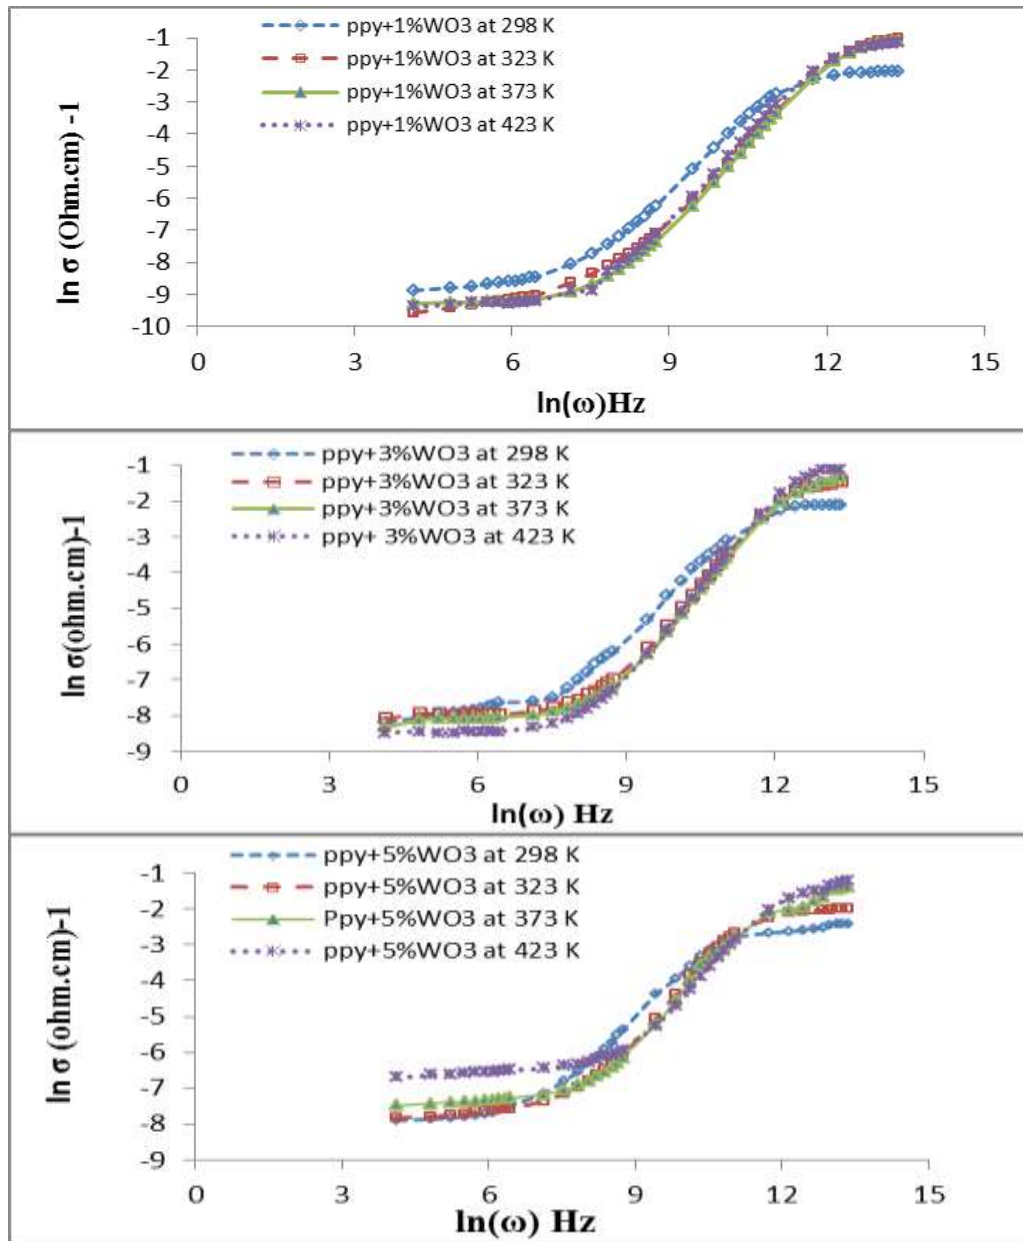 ppy+1%WO3 at 298 K
ppy+1%WO3 at 323 K
ppy+1%WO3 at 373 K
ppy+1%WO3 at 423 K
ln σ (Ohm.cm) -1
-1
-2
-3
-4
-5
-6
-7
-8
-9
-10
0 3 6 9 12 15
ln(ω)Hz
ppy+3%WO3 at 298 K
ppy+3%WO3 at 323 K
ppy+3%WO3 at 373 K
ppy+ 3%WO3 at 423 K
ln σ(ohm.cm)-1
-1
-2
-3
-4
-5
-6
-7
-8
-9
0 3 6 9 12 15
ln(ω) Hz
ppy+5%WO3 at 298 K
ppy+5%WO3 at 323 K
Ppy+5%WO3 at 373 K
ppy+5%WO3 at 423 K
ln σ (ohm.cm)-1
-1
-2
-3
-4
-5
-6
-7
-8
-9
0 3 6 9 12 15
ln(ω) Hz